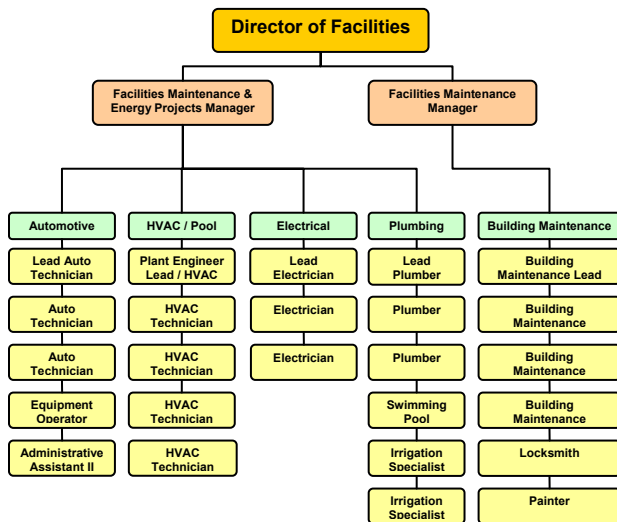 Director of Facilities
Facilities Maintenance &
Energy Projects Manager
Facilities Maintenance
Manager
Automotive
HVAC / Pool
Electrical
Plumbing
Building Maintenance
Lead Auto
Technician
Plant Engineer
Lead / HVAC
Lead
Electrician
Lead
Plumber
Building
Maintenance Lead
Auto
Technician
HVAC
Technician
Electrician
Plumber
Building
Maintenance
Auto
Technician
HVAC
Technician
Electrician
Plumber
Building
Maintenance
Equipment
Operator
HVAC
Technician
Swimming
Pool
Building
Maintenance
Administrative
Assistant II
HVAC
Technician
Irrigation
Specialist
Locksmith
Irrigation
Specialist
Painter